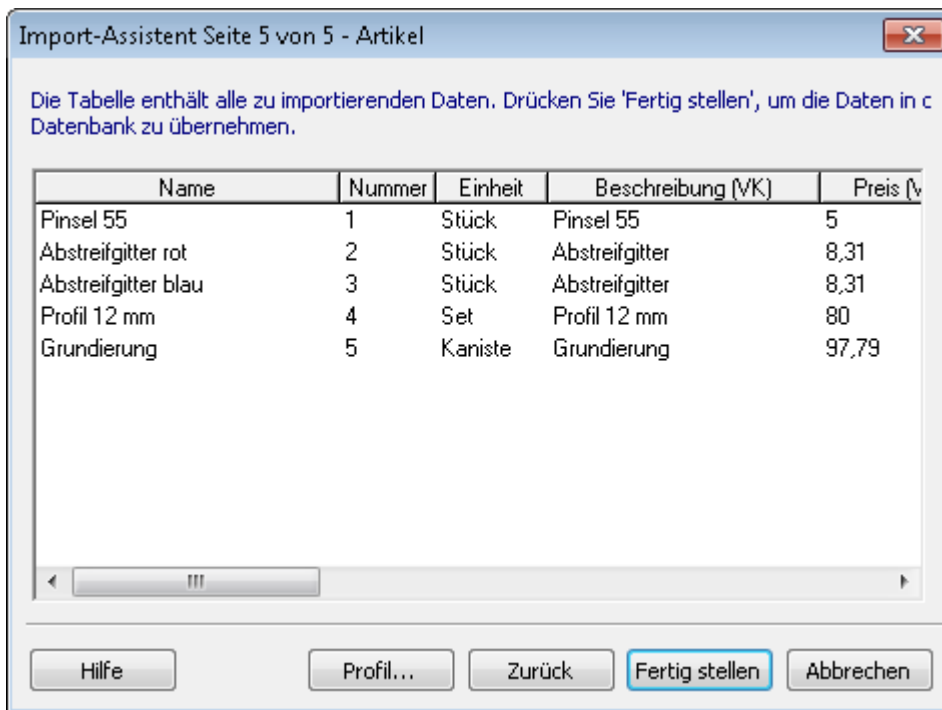 Import-Assistent Seite 5 von 5 - Artikel
Die Tabelle enthält alle zu importierenden Daten. Drücken Sie 'Fertig stellen', um die Daten in
Datenbank zu übernehmen.
Name Nummer Einheit Beschreibung (VK) Preis
Pinsel 55 1 Stück Pinsel 55 5
Abstreifgitter rot 2 Stück Abstreifgitter 8,31
Abstreifgitter blau 3 Stück Abstreifgitter 8,31
Profil 12 mm 4 Set Profil 12 mm 80
Grundierung 5 Kaniste Grundierung 97,79
Hilfe Profil... Zurück Fertig stellen Abbrechen